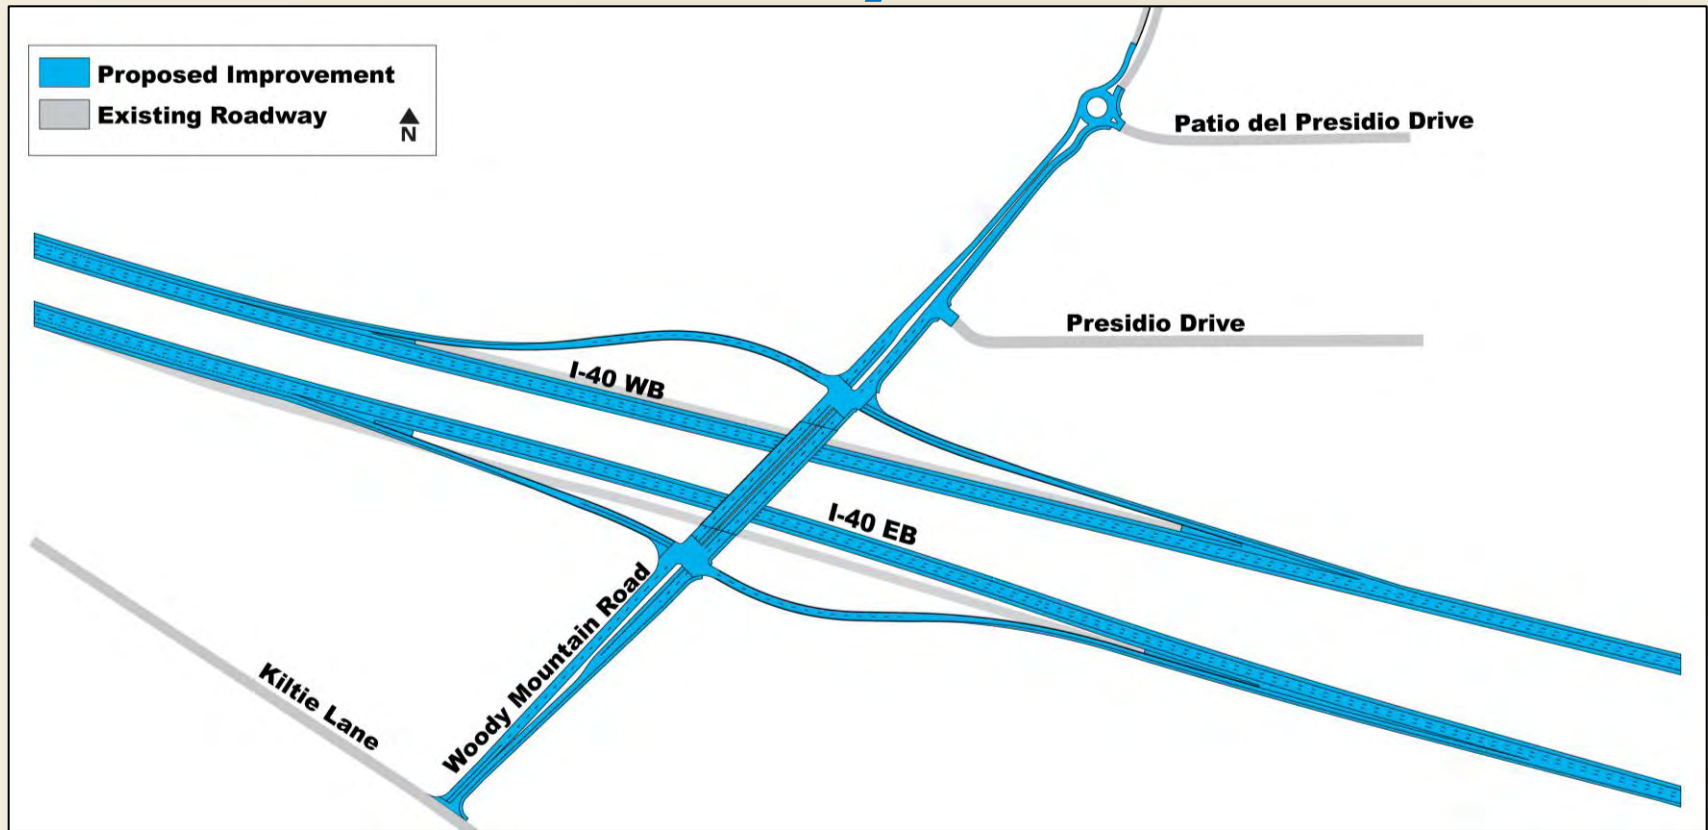 Proposed Improvement
Existing Roadway
N
Patio del Presidio Drive
Presidio Drive
I-40 WB
I-40 EB
Woody Mountain Road
Kiltie Lane